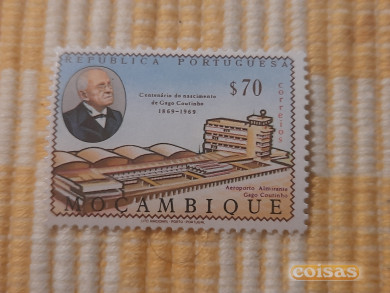 REPUBLICA PORTUGUESA
$70
correios
Centenário do nascimento
de Gago Coutinho
1869-1969
Aeroporto Almirante
Gago Coutinho
MOÇAMBIQUE
coisas